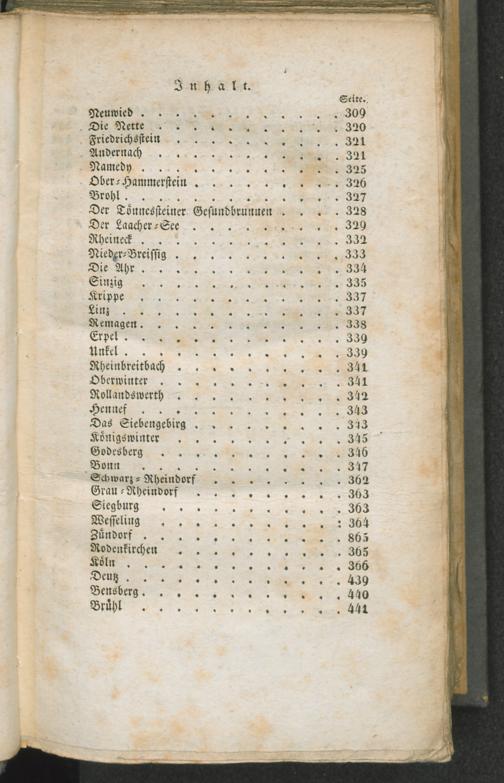 Inhalt.
Seite.
Neuwied . . . . . . . . . . . . 309
Die Nette . . . . . . . . . . . . 320
Friedrichsstein . . . . . . . . . . . 321
Andernach . . . . . . . . . . . . 321
Namedy . . . . . . . . . . . . 325
Ober-Hammerstein . . . . . . . . . . 326
Brohl . . . . . . . . . . . . . 327
Der Tönnessteiner Gesundbrunnen . . . . 328
Der Laacher-See . . . . . . . . . . 329
Rheineck . . . . . . . . . . . . 332
Nieder-Breissig . . . . . . . . . . . 333
Die Ahr . . . . . . . . . . . . 334
Sinzig . . . . . . . . . . . . 335
Krippe . . . . . . . . . . . . 337
Linz . . . . . . . . . . . . . 337
Remagen . . . . . . . . . . . . 338
Erpel . . . . . . . . . . . . . 339
Unkel . . . . . . . . . . . . . 339
Rheinbreitbach . . . . . . . . . . . 341
Oberwinter . . . . . . . . . . . . 341
Rollandswerth . . . . . . . . . . . 342
Hennef . . . . . . . . . . . . 343
Das Siebengebirg . . . . . . . . . . 343
Königswinter . . . . . . . . . . . 345
Godesberg . . . . . . . . . . . . 346
Bonn . . . . . . . . . . . . 347
Schwarz-Rheindorf . . . . . . . . . 362
Grau-Rheindorf . . . . . . . . . . 363
Siegburg . . . . . . . . . . . . 363
Wesseling . . . . . . . . . . . . 364
Zündorf . . . . . . . . . . . . 865
Rodenkirchen . . . . . . . . . . . 365
Köln . . . . . . . . . . . . . 366
Deutz . . . . . . . . . . . . . 439
Bensberg . . . . . . . . . . . . 440
Brühl . . . . . . . . . . . . 441